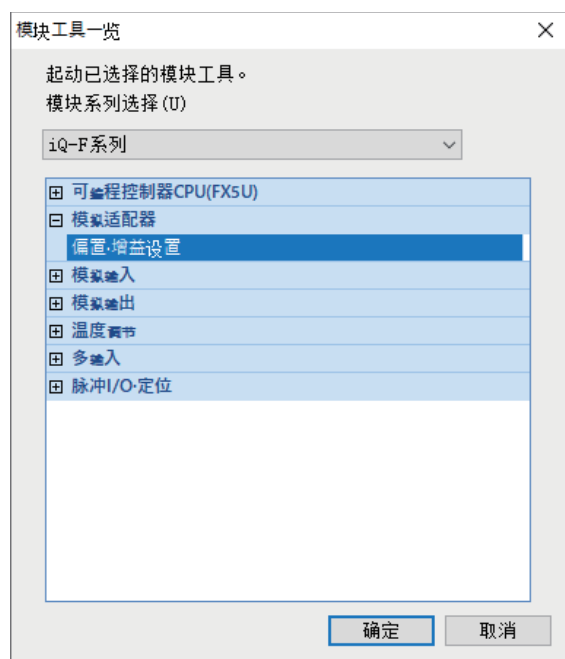 模块工具一览
起动已选择的模块工具。
模块系列选择(U)
iQ-F系列
可编程控制器CPU(FX5U)
模拟适配器
偏置·增益设置
模拟输入
模拟输出
温度调节
多输入
脉冲I/O·定位
确定
取消